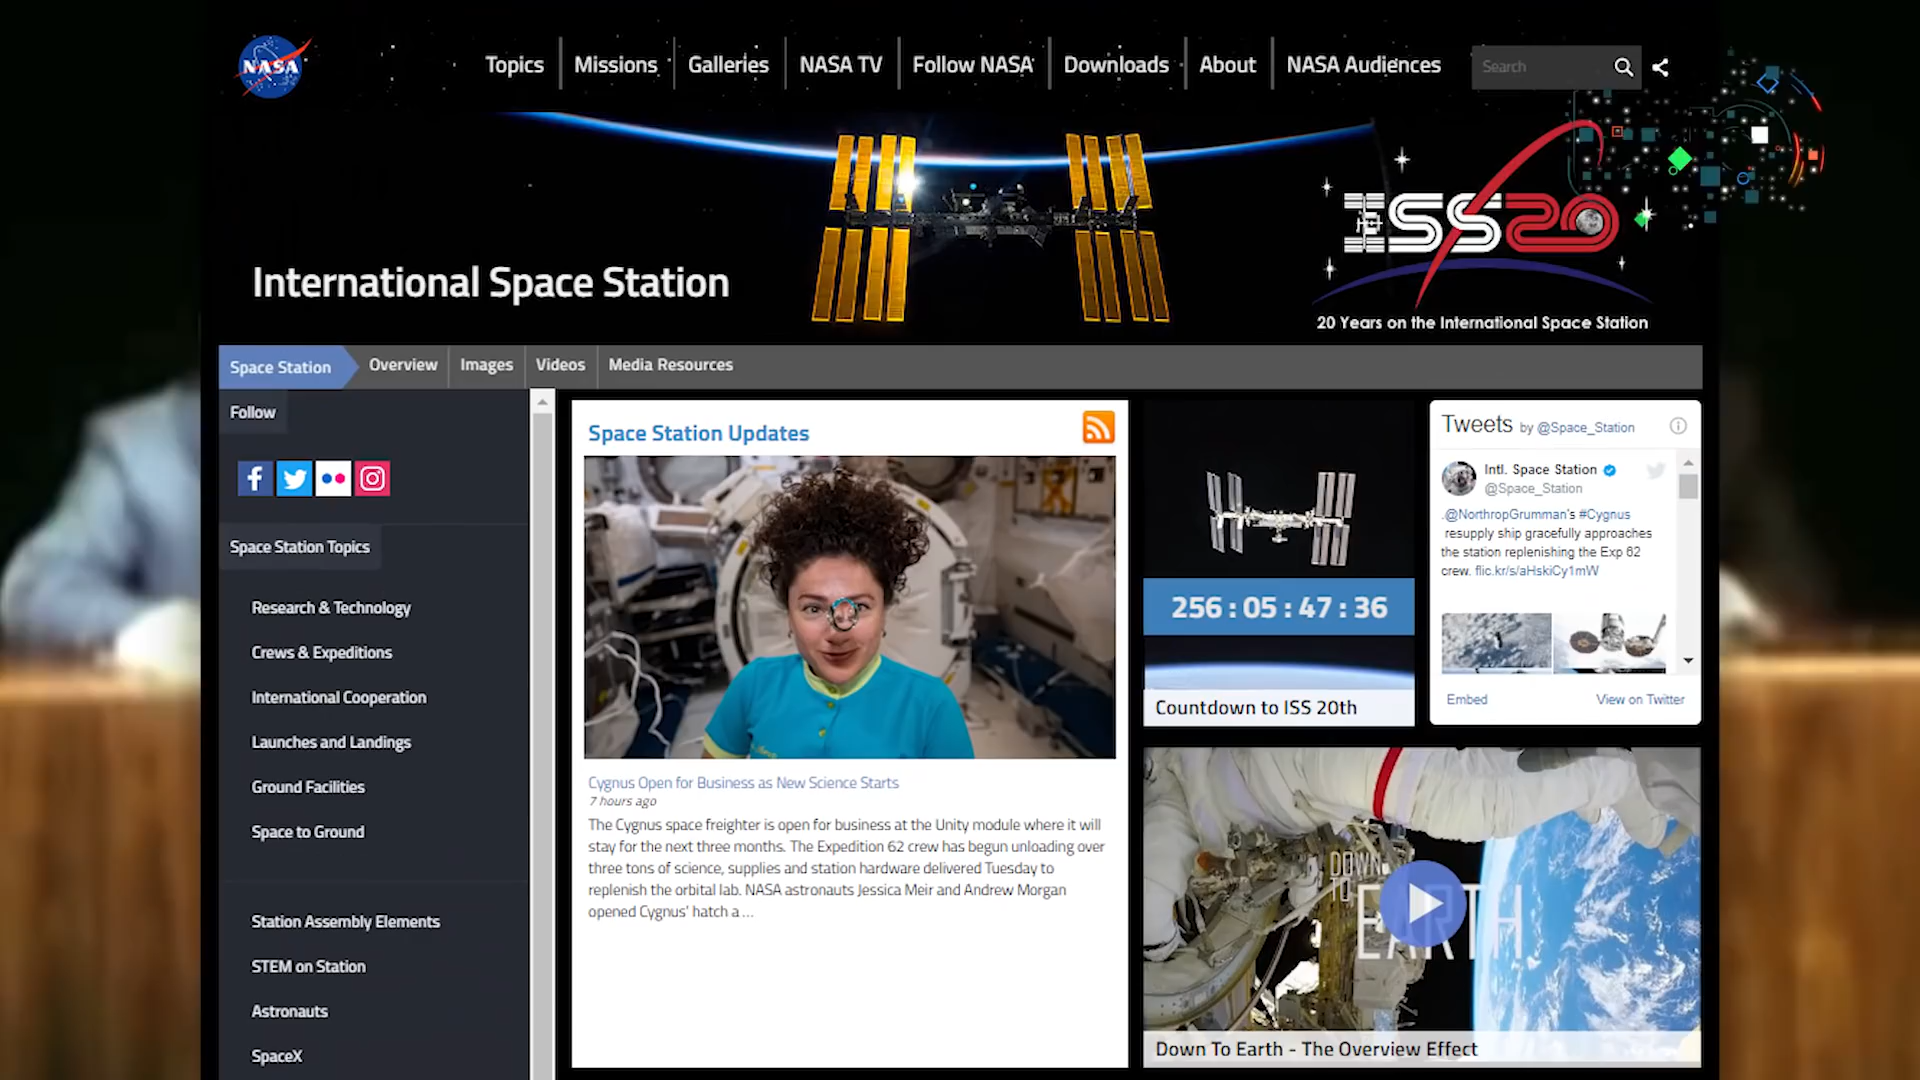 NASA
Topics
Missions
Galleries
NASA TV
Follow NASA
Downloads
About
NASA Audiences
Search
ISS20
20 Years on the International Space Station
International Space Station
Space Station
Overview
Images
Videos
Media Resources
Follow
Space Station Topics
Research & Technology
Crews & Expeditions
International Cooperation
Launches and Landings
Ground Facilities
Space to Ground
Station Assembly Elements
STEM on Station
Astronauts
SpaceX
Space Station Updates
Cygnus Open for Business as New Science Starts
7 hours ago
The Cygnus space freighter is open for business at the Unity module where it will
stay for the next three months. The Expedition 62 crew has begun unloading over
three tons of science, supplies and station hardware delivered Tuesday to
replenish the orbital lab. NASA astronauts Jessica Meir and Andrew Morgan
opened Cygnus' hatch a ...
256 : 05 : 47 : 36
Countdown to ISS 20th
Tweets by @Space_Station
Intl. Space Station
@Space_Station
.@NorthropGrumman's #Cygnus
resupply ship gracefully approaches
the station replenishing the Exp 62
crew. flic.kr/s/aHskiCy1mW
Embed
View on Twitter
DOWN
TO
EARTH
Down To Earth - The Overview Effect